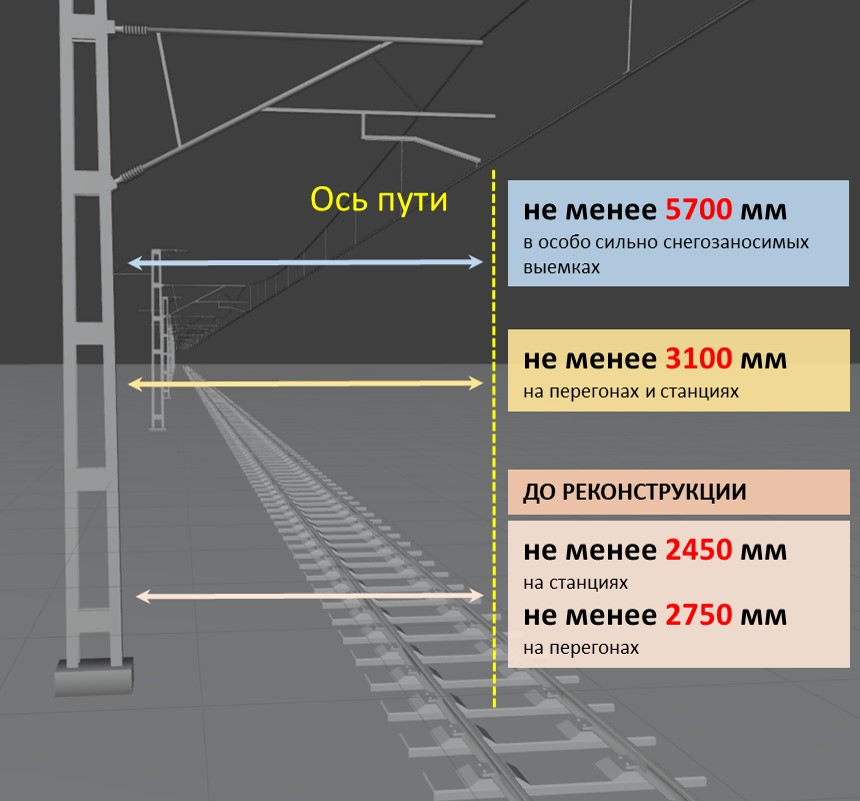 Ось пути
не менее 5700 мм
в особо сильно снегозаносимых
выемках
не менее 3100 мм
на перегонах и станциях
ДО РЕКОНСТРУКЦИИ
не менее 2450 мм
на станциях
не менее 2750 мм
на перегонах